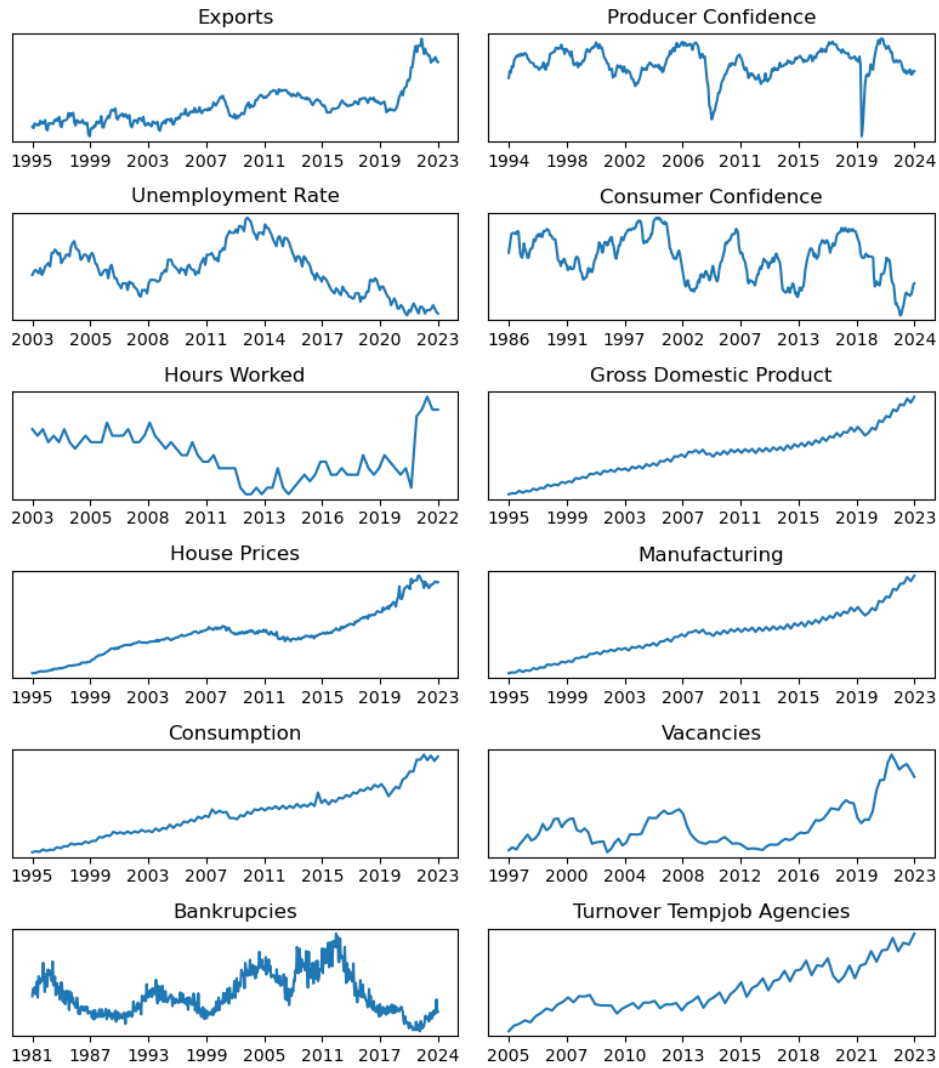 Exports
1995 1999 2003 2007 2011 2015 2019 2023
Producer Confidence
1994 1998 2002 2006 2011 2015 2019 2024
Unemployment Rate
2003 2005 2008 2011 2014 2017 2020 2023
Consumer Confidence
1986 1991 1997 2002 2007 2013 2018 2024
Hours Worked
2003 2005 2008 2011 2013 2016 2019 2022
Gross Domestic Product
1995 1999 2003 2007 2011 2015 2019 2023
House Prices
1995 1999 2003 2007 2011 2015 2019 2023
Manufacturing
1995 1999 2003 2007 2011 2015 2019 2023
Consumption
1995 1999 2003 2007 2011 2015 2019 2023
Vacancies
1997 2000 2004 2008 2012 2015 2019 2023
Bankrupcies
1981 1987 1993 1999 2005 2011 2017 2024
Turnover Tempjob Agencies
2005 2007 2010 2013 2015 2018 2021 2023